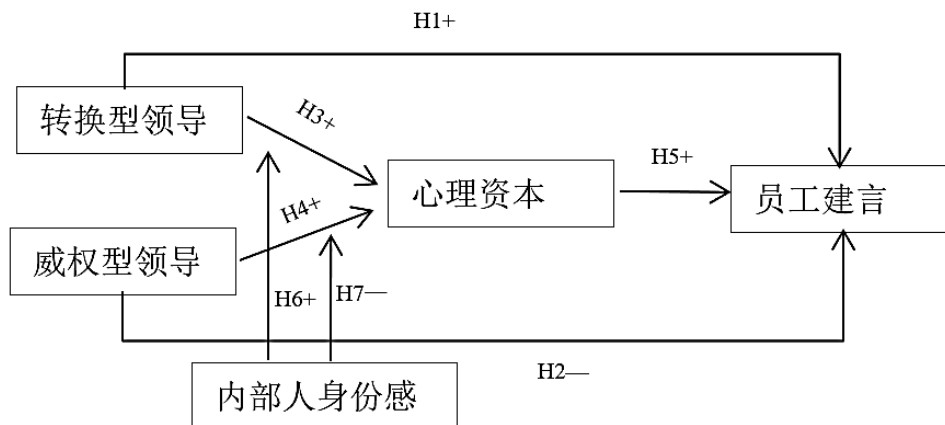 H1+
转换型领导
H3+
心理资本
H5+
员工建言
H4+
威权型领导
H6+
H7—
H2—
内部人身份感